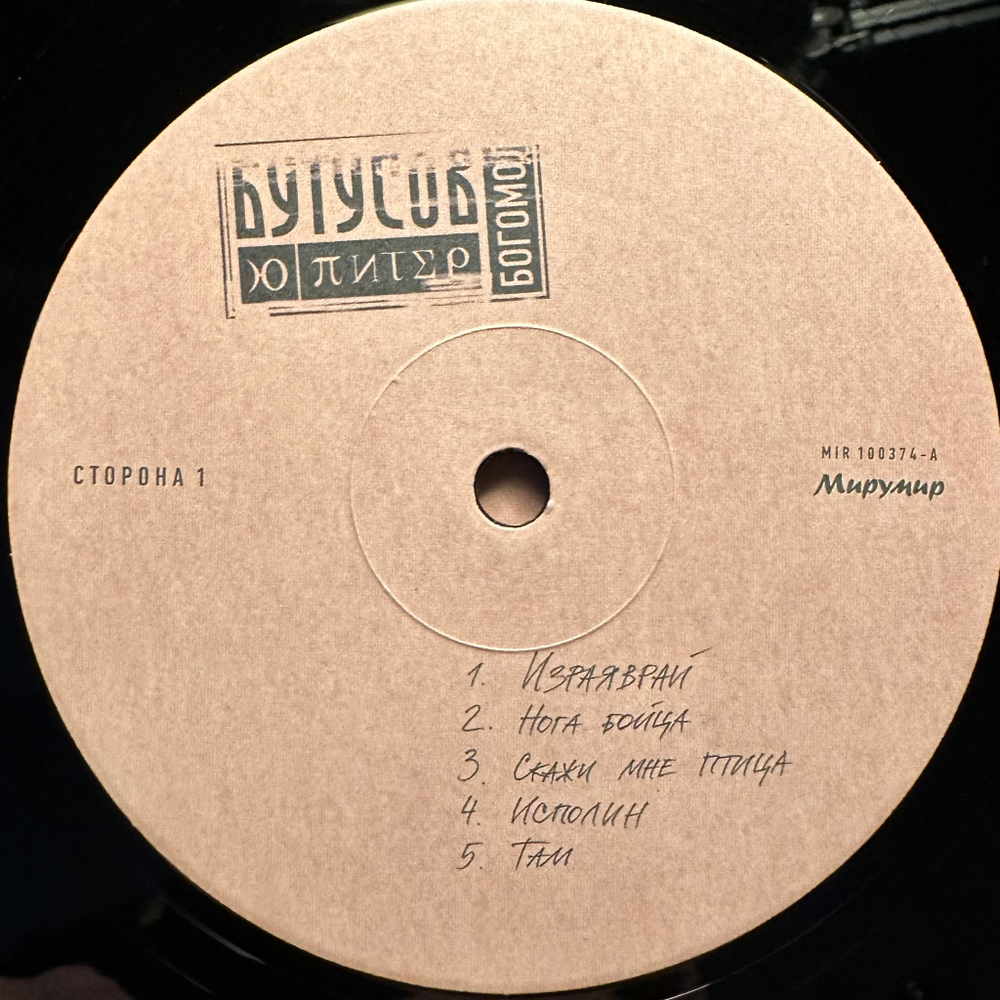 БУТУСОВ
Ю ПИТΣР
БОГОМОЛ
СТОРОНА 1
MIR 100374-A
Мирумир
1. ИЗРАЯВРАЙ
2. НОГА БОЙЦА
3. СКАЖИ МНЕ ПТИЦА
4. ИСПОЛИН
5. ТАМ